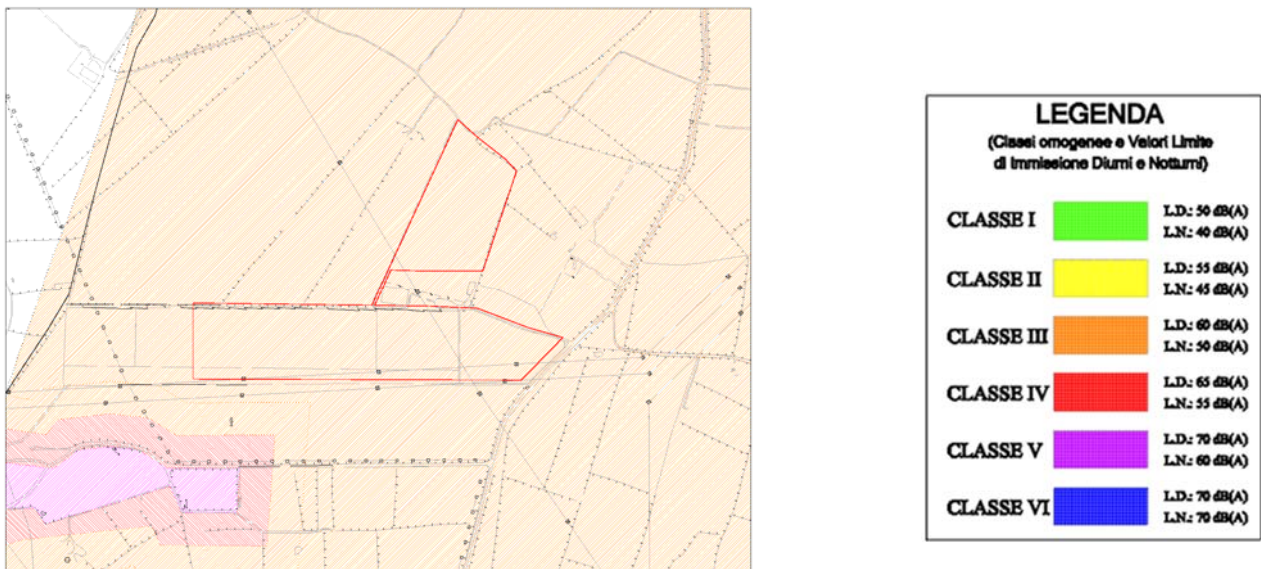 LEGENDA
(Classi omogenee e Valori Limite
di Immissione Diurni e Notturni)
CLASSE I
L.D.: 50 dB(A)
L.N.: 40 dB(A)
CLASSE II
L.D.: 55 dB(A)
L.N.: 45 dB(A)
CLASSE III
L.D.: 60 dB(A)
L.N.: 50 dB(A)
CLASSE IV
L.D.: 65 dB(A)
L.N.: 55 dB(A)
CLASSE V
L.D.: 70 dB(A)
L.N.: 60 dB(A)
CLASSE VI
L.D.: 70 dB(A)
L.N.: 70 dB(A)